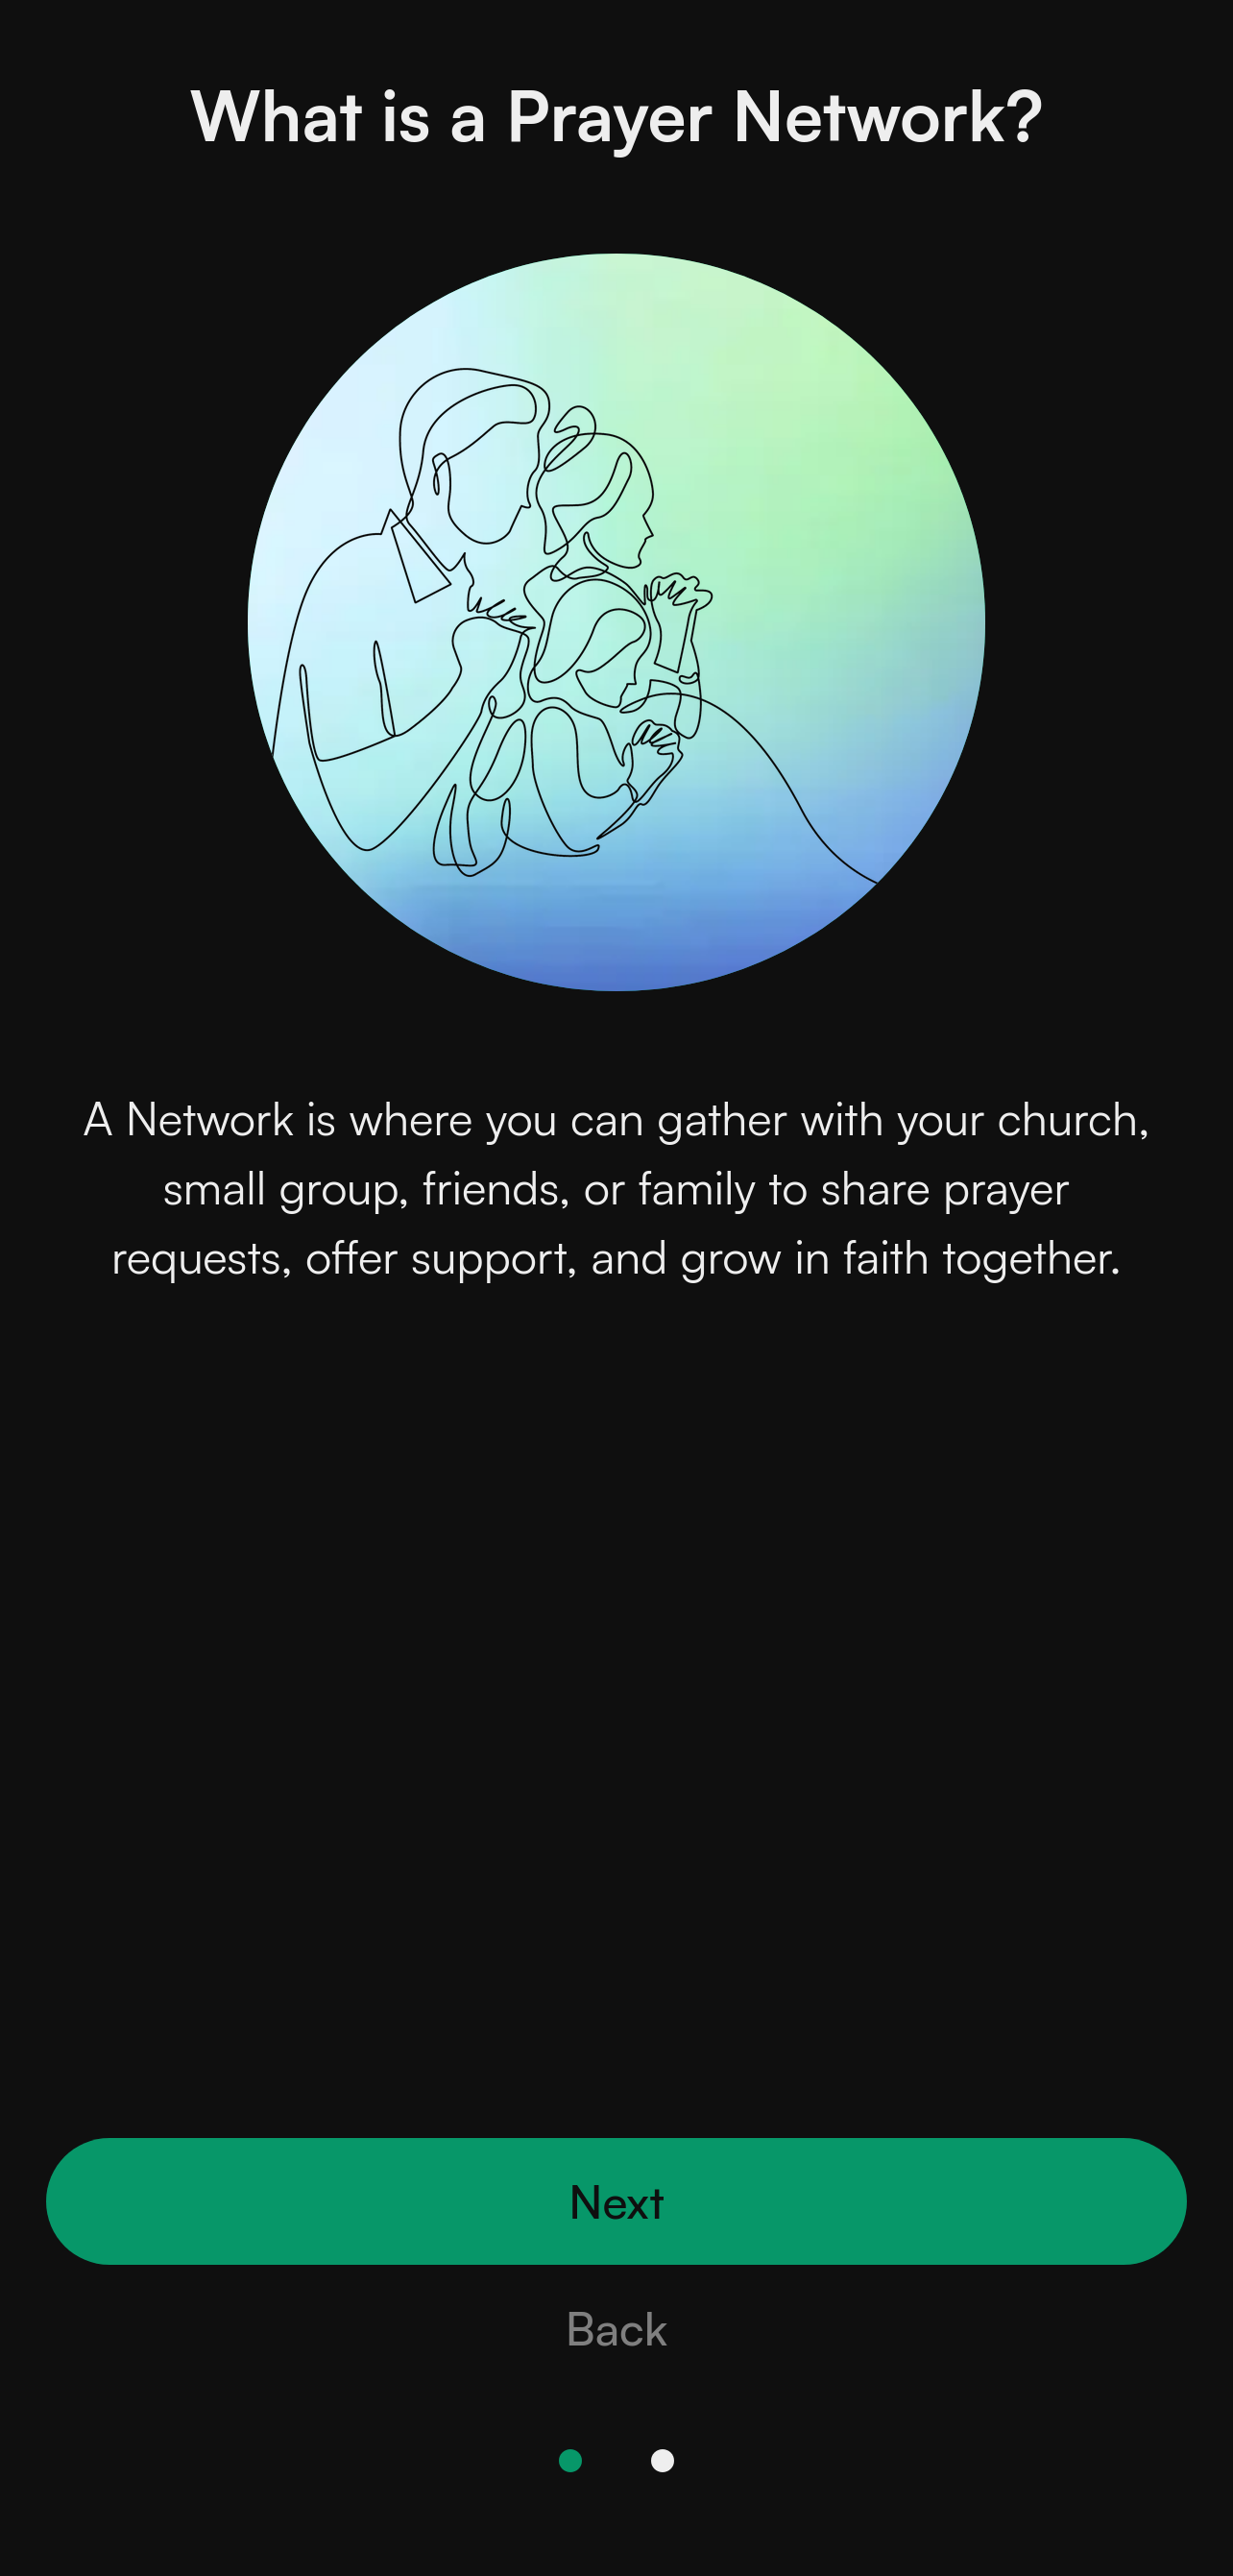 What is a Prayer Network?
A Network is where you can gather with your church,
small group, friends, or family to share prayer
requests, offer support, and grow in faith together.
Next
Back